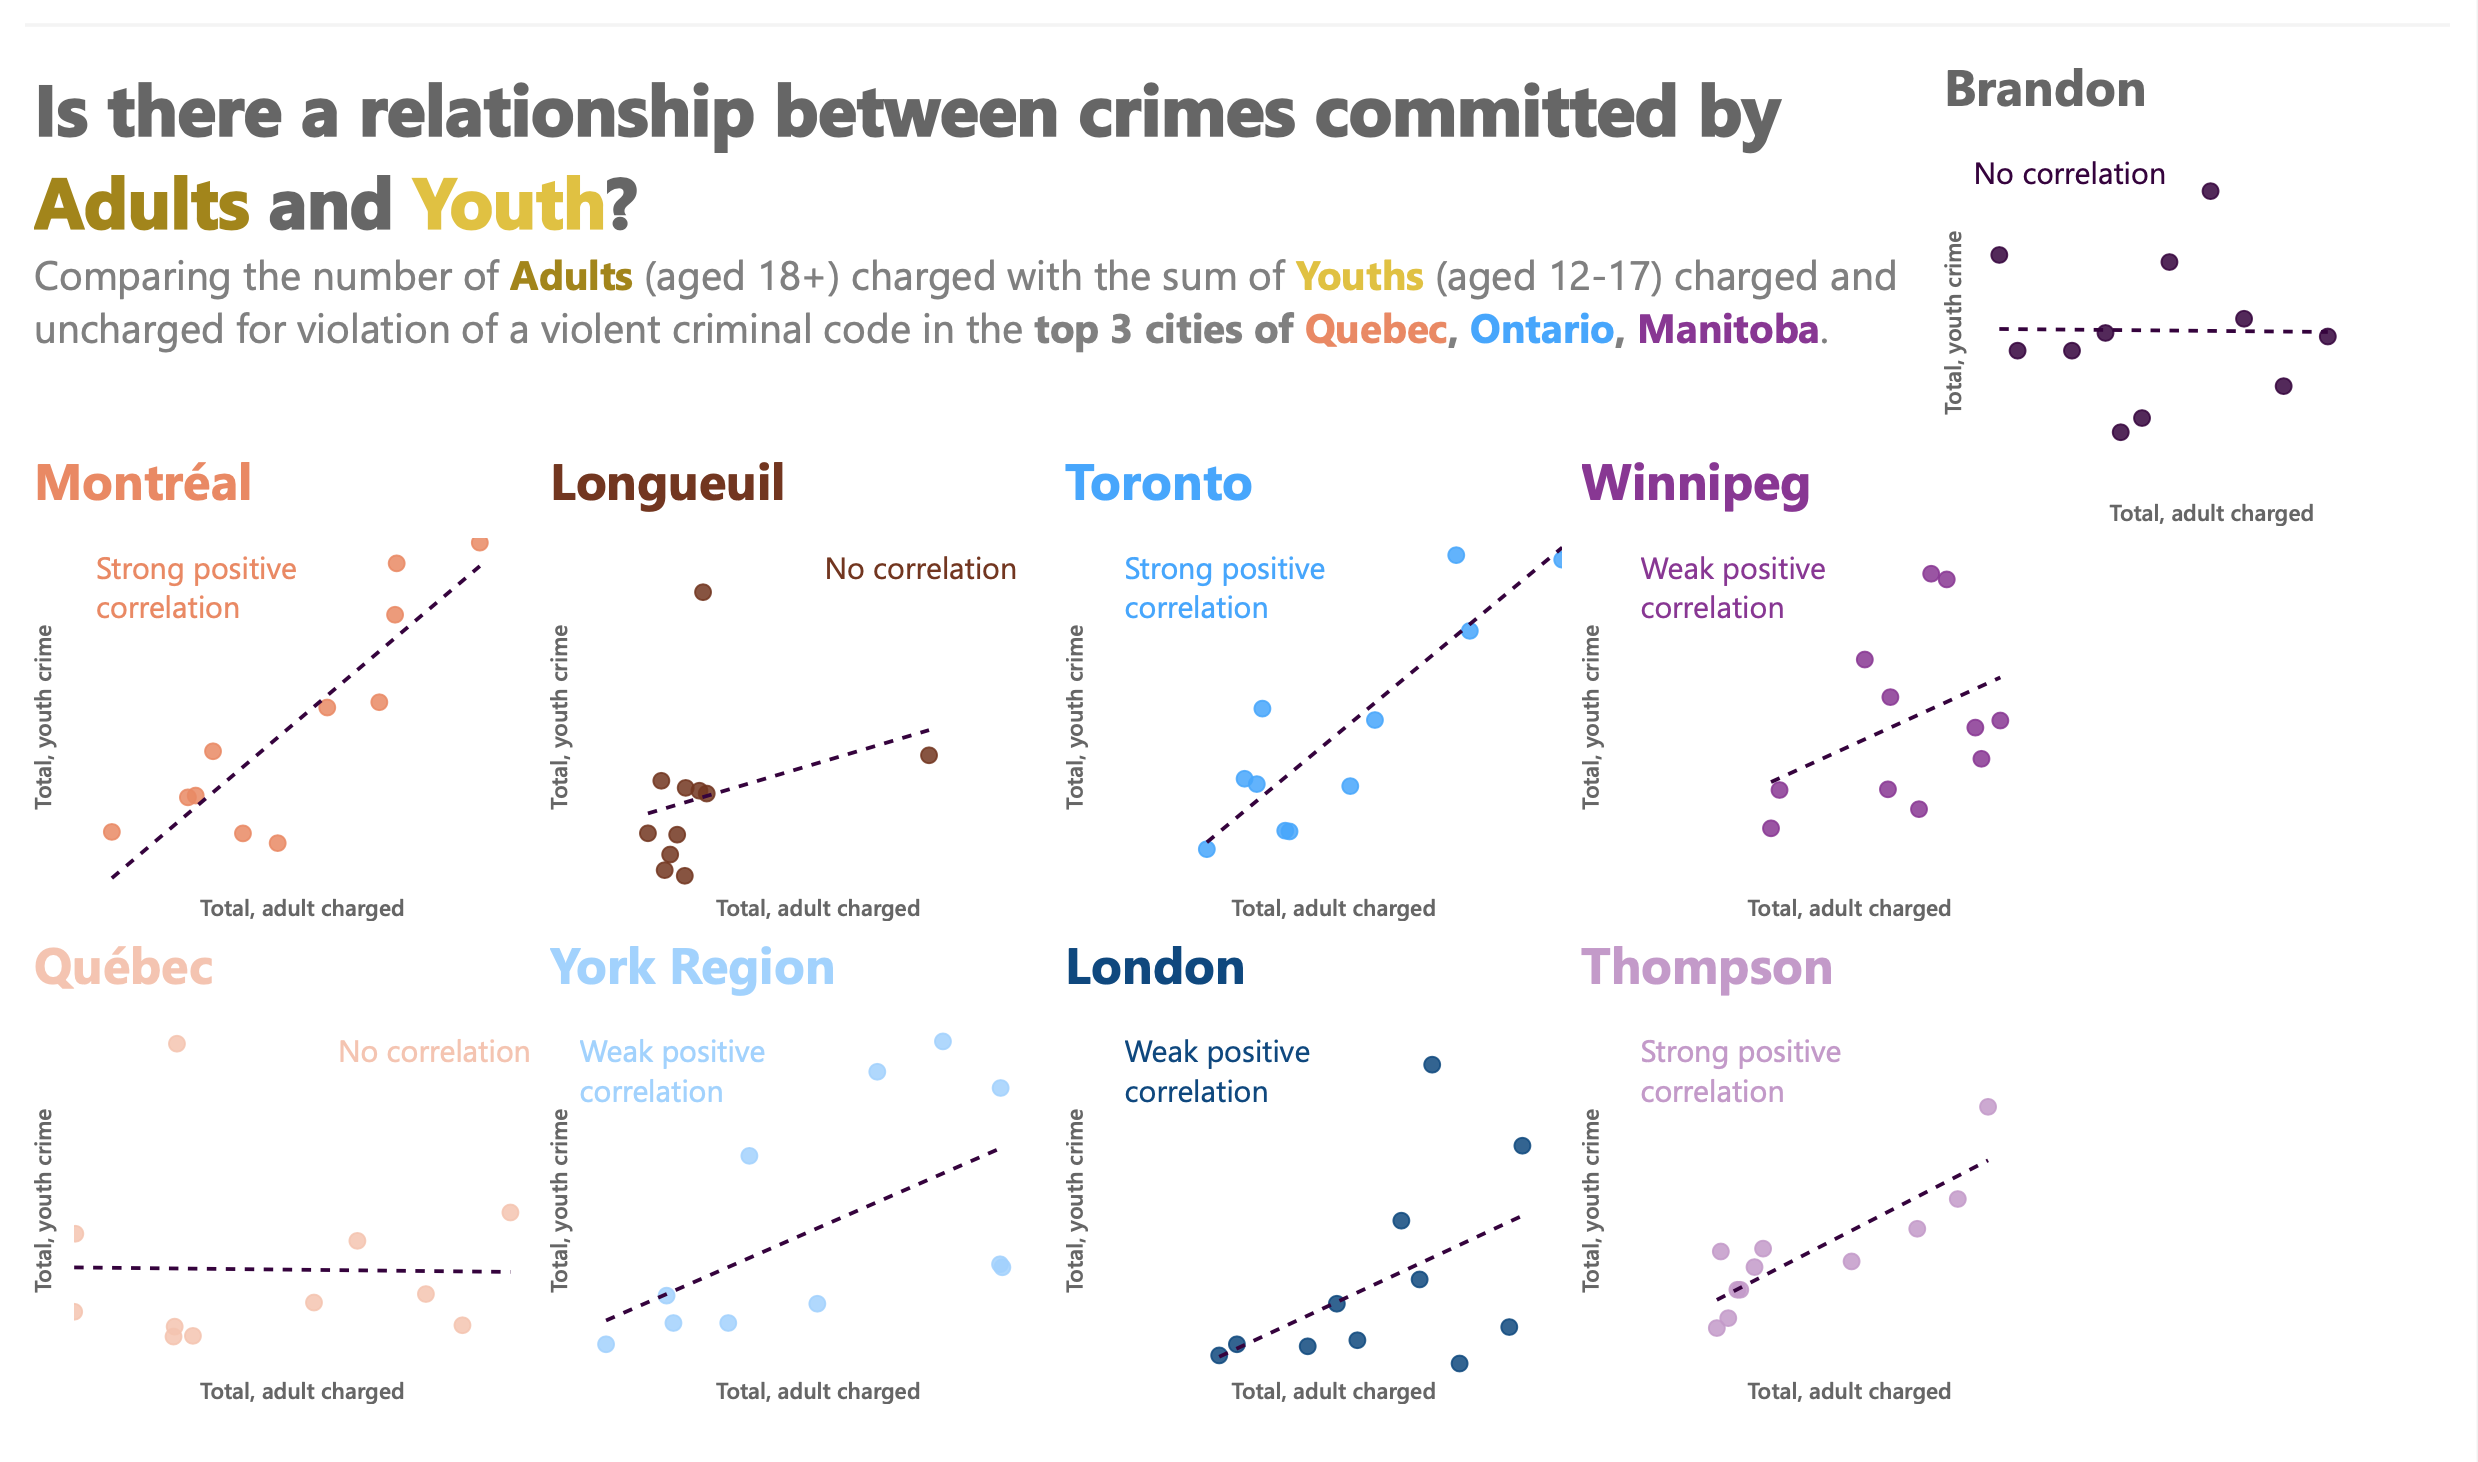 Is there a relationship between crimes committed by
Adults and Youth?
Comparing the number of Adults (aged 18+) charged with the sum of Youths (aged 12-17) charged and
uncharged for violation of a violent criminal code in the top 3 cities of Quebec, Ontario, Manitoba.
Brandon
No correlation
Total, youth crime
Total, adult charged
Montréal
Strong positive
correlation
Total, youth crime
Total, adult charged
Longueuil
No correlation
Total, youth crime
Total, adult charged
Toronto
Strong positive
correlation
Total, youth crime
Total, adult charged
Winnipeg
Weak positive
correlation
Total, youth crime
Total, adult charged
Québec
No correlation
Total, youth crime
Total, adult charged
York Region
Weak positive
correlation
Total, youth crime
Total, adult charged
London
Weak positive
correlation
Total, youth crime
Total, adult charged
Thompson
Strong positive
correlation
Total, youth crime
Total, adult charged